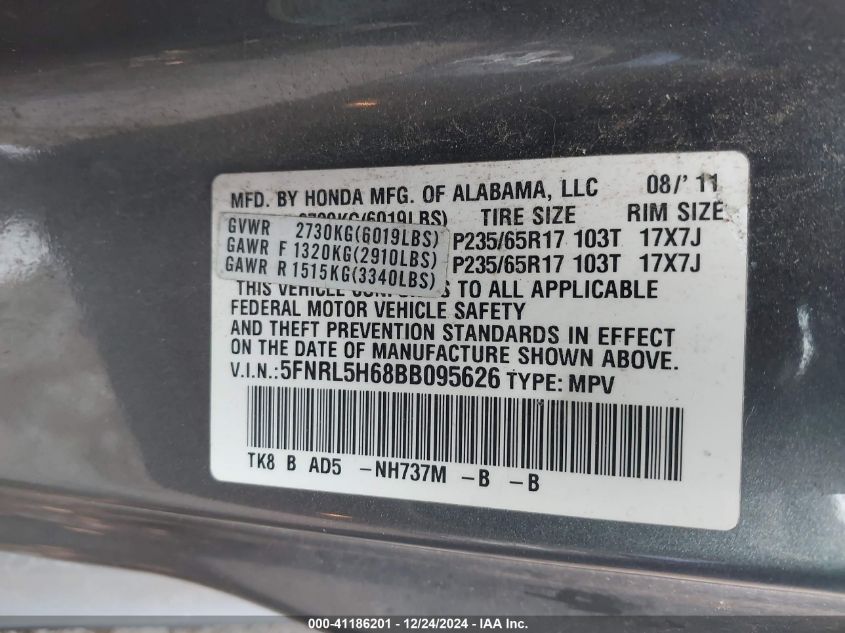 MFD. BY HONDA MFG. OF ALABAMA, LLC 08/'11
2730KG(6019LBS) TIRE SIZE RIM SIZE
GVWR 2730KG(6019LBS)
GAWR F 1320KG(2910LBS) P235/65R17 103T 17X7J
GAWR R 1515KG(3340LBS) P235/65R17 103T 17X7J
THIS VEHICLE CONFORMS TO ALL APPLICABLE
FEDERAL MOTOR VEHICLE SAFETY
AND THEFT PREVENTION STANDARDS IN EFFECT
ON THE DATE OF MANUFACTURE SHOWN ABOVE.
V.I.N.:5FNRL5H68BB095626 TYPE: MPV
TK8 B AD5 -NH737M -B -B
000-41186201 - 12/24/2024 - IAA Inc.